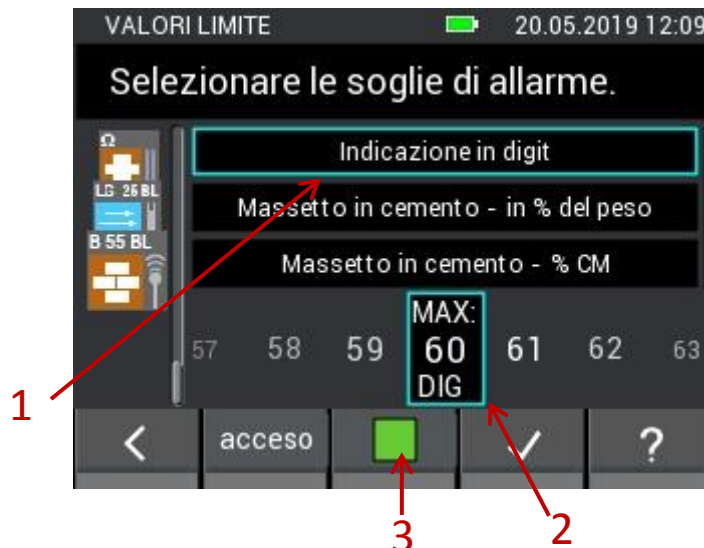 VALORI LIMITE 20.05.2019 12:09
Selezionare le soglie di allarme.
Ω
Indicazione in digit
LG 26 BL
Massetto in cemento - in % del peso
B 55 BL
Massetto in cemento - % CM
MAX:
57 58 59 60 61 62 63
DIG
1
< acceso ✓ ?
3 2